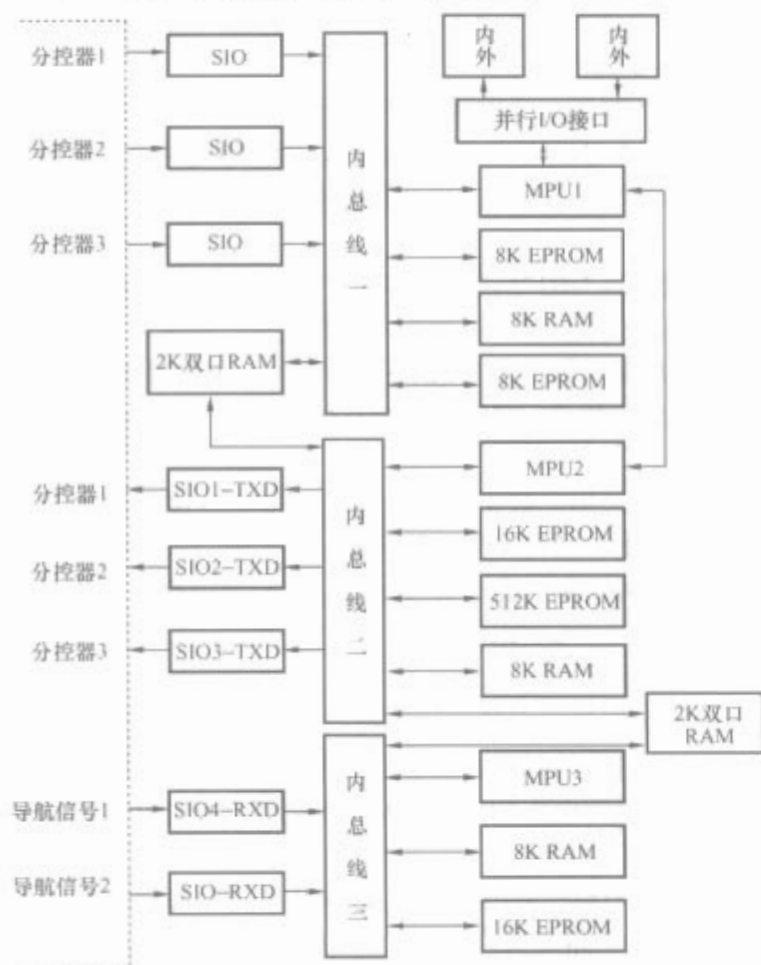 分控器1
SIO
内外
内外
并行I/O接口
分控器2
SIO
MPU1
分控器3
SIO
内总线一
8K EPROM
8K RAM
2K双口RAM
8K EPROM
MPU2
分控器1
SIO1-TXD
16K EPROM
分控器2
SIO2-TXD
内总线二
512K EPROM
分控器3
SIO3-TXD
8K RAM
2K双口
RAM
MPU3
导航信号1
SIO4-RXD
内总线三
8K RAM
导航信号2
SIO-RXD
16K EPROM